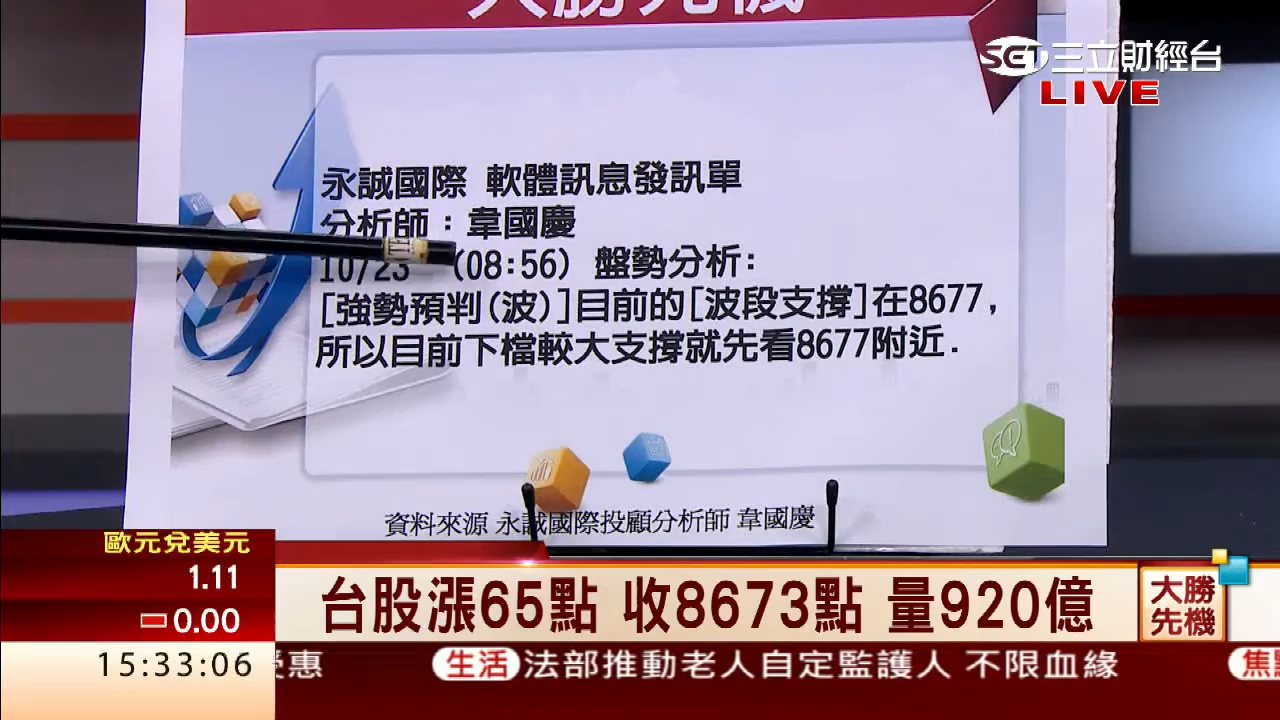 大勝先機
SET三立財經台
LIVE
永誠國際 軟體訊息發訊單
分析師：韋國慶
10/23 (08:56) 盤勢分析:
[強勢預判(波)]目前的[波段支撐]在8677,
所以目前下檔較大支撐就先看8677附近.
資料來源 永誠國際投顧分析師 韋國慶
歐元兌美元
1.11
0.00
台股漲65點 收8673點 量920億
大勝
先機
15:33:06
惠 生活 法部推動老人自定監護人 不限血緣 焦